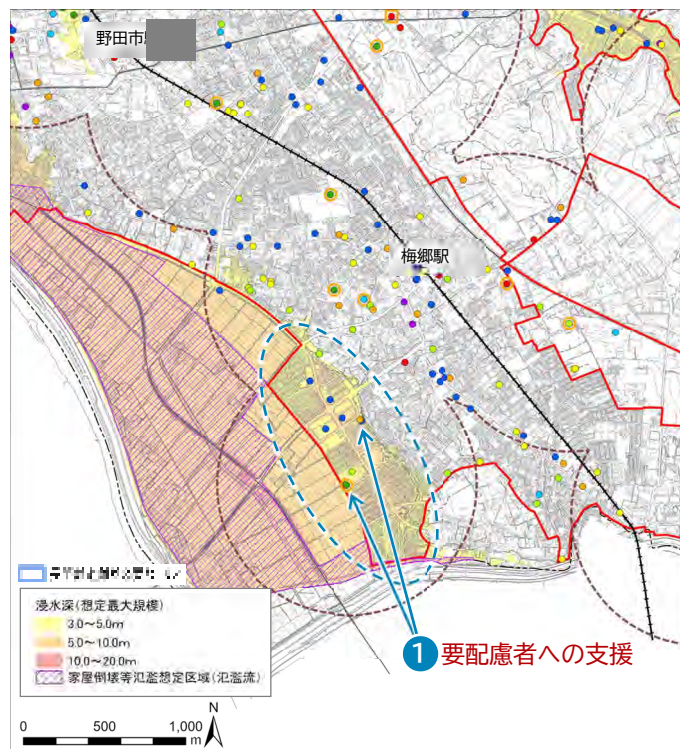 野田市
梅郷駅
1 要配慮者への支援
浸水深(想定最大規模)
3.0～5.0m
5.0～10.0m
10.0～20.0m
家屋倒壊等氾濫想定区域(氾濫流)
0 500 1,000
m
N